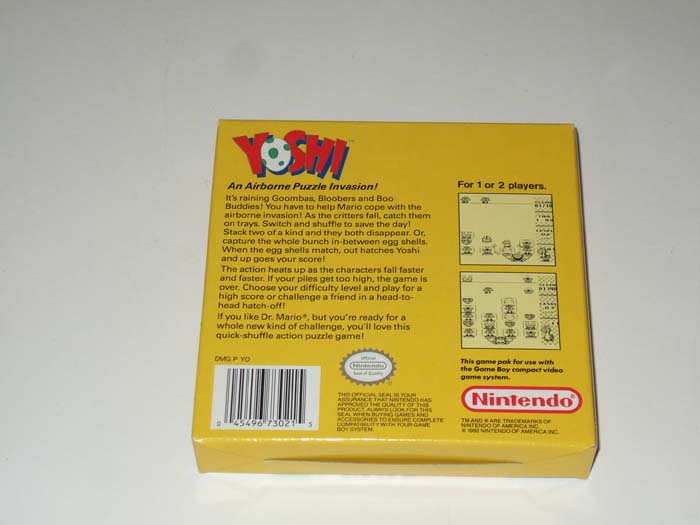 YOSHI
An Airborne Puzzle Invasion!
It's raining Goombas, Bloobers and Boo
Buddies! You have to help Mario cope with the
airborne invasion! As the critters fall, catch them
on trays. Switch and shuffle to save the day!
Stack two of a kind and they both disappear. Or,
capture the whole bunch in-between egg shells.
When the egg shells match, out hatches Yoshi
and up goes your score!
The action heats up as the characters fall faster
and faster. If your piles get too high, the game is
over. Choose your difficulty level and play for a
high score or challenge a friend in a head-to-
head hatch-off!
If you like Dr. Mario®, but you're ready for a
whole new kind of challenge, you'll love this
quick-shuffle action puzzle game!
DMG P YO
0 45496 73021 5
Official
Nintendo
Seal of Quality
THIS OFFICIAL SEAL IS YOUR
ASSURANCE THAT NINTENDO HAS
APPROVED THE QUALITY OF THIS
PRODUCT. ALWAYS LOOK FOR THIS
SEAL WHEN BUYING GAMES AND
ACCESSORIES TO ENSURE COMPLETE
COMPATIBILITY WITH YOUR GAME
BOY SYSTEM.
For 1 or 2 players.
This game pak for use with
the Game Boy compact video
game system.
Nintendo®
TM AND ® ARE TRADEMARKS OF
NINTENDO OF AMERICA INC.
© 1992 NINTENDO OF AMERICA INC.